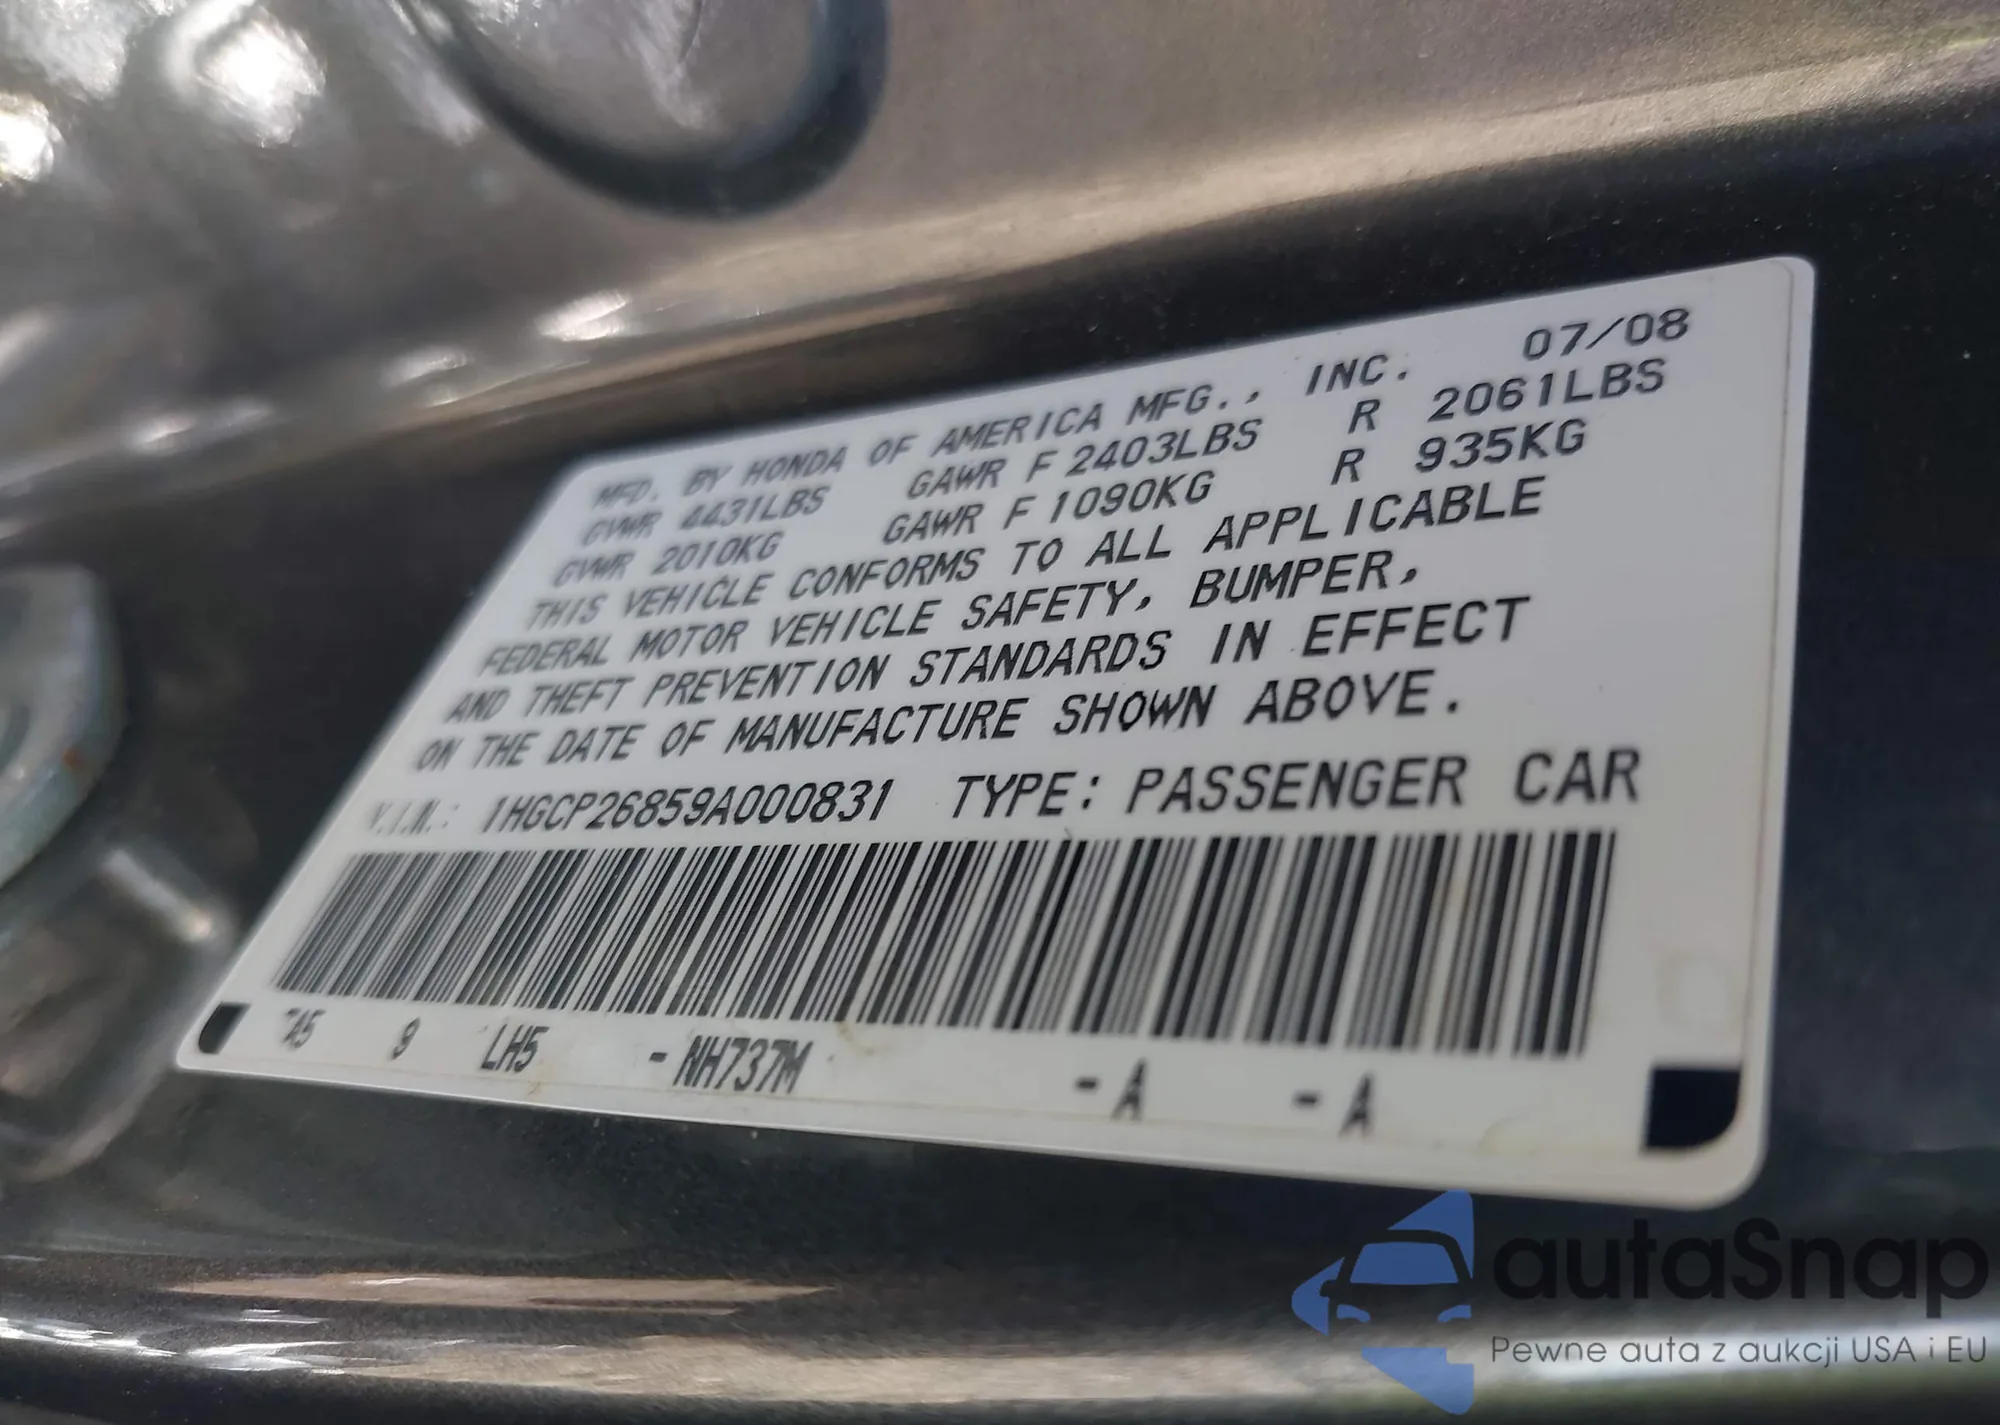 MFD. BY HONDA OF AMERICA MFG., INC. 07/08
GVWR 4431LBS GAWR F 2403LBS R 2061LBS
GVWR 2010KG GAWR F 1090KG R 935KG
THIS VEHICLE CONFORMS TO ALL APPLICABLE
FEDERAL MOTOR VEHICLE SAFETY, BUMPER,
AND THEFT PREVENTION STANDARDS IN EFFECT
ON THE DATE OF MANUFACTURE SHOWN ABOVE.
V.I.N.: 1HGCP26859A000831 TYPE: PASSENGER CAR
TA5 9 LH5 -NH737M -A -A
autaSnap
Pewne auta z aukcji USA i EU